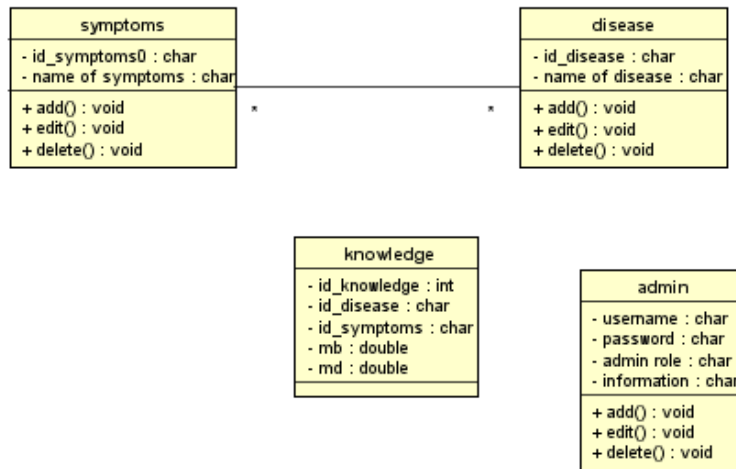 symptoms
- id_symptoms0 : char
- name of symptoms : char
+ add() : void
+ edit() : void
+ delete() : void
*
*
disease
- id_disease : char
- name of disease : char
+ add() : void
+ edit() : void
+ delete() : void
knowledge
- id_knowledge : int
- id_disease : char
- id_symptoms : char
- mb : double
- md : double
admin
- username : char
- password : char
- admin role : char
- information : char
+ add() : void
+ edit() : void
+ delete() : void